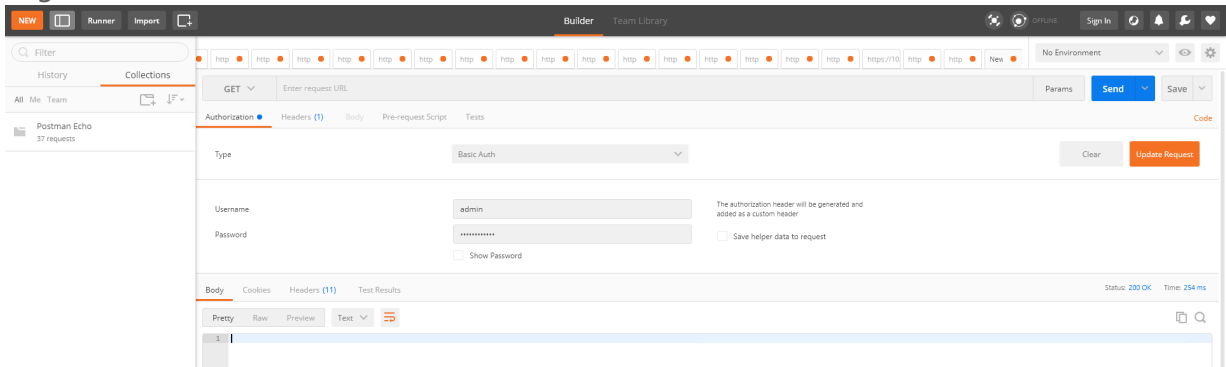 NEW Runner Import Builder Team Library OFFLINE Sign In
Filter
History Collections
All Me Team
Postman Echo
37 requests
http http http http http http http http http http http http http http http http https://10 http http New
No Environment
GET Enter request URL Params Send Save
Authorization Headers (1) Body Pre-request Script Tests Code
Type Basic Auth Clear Update Request
Username admin The authorization header will be generated and
added as a custom header
Password •••••••••••• Save helper data to request
Show Password
Body Cookies Headers (11) Test Results Status: 200 OK Time: 254 ms
Pretty Raw Preview Text
1